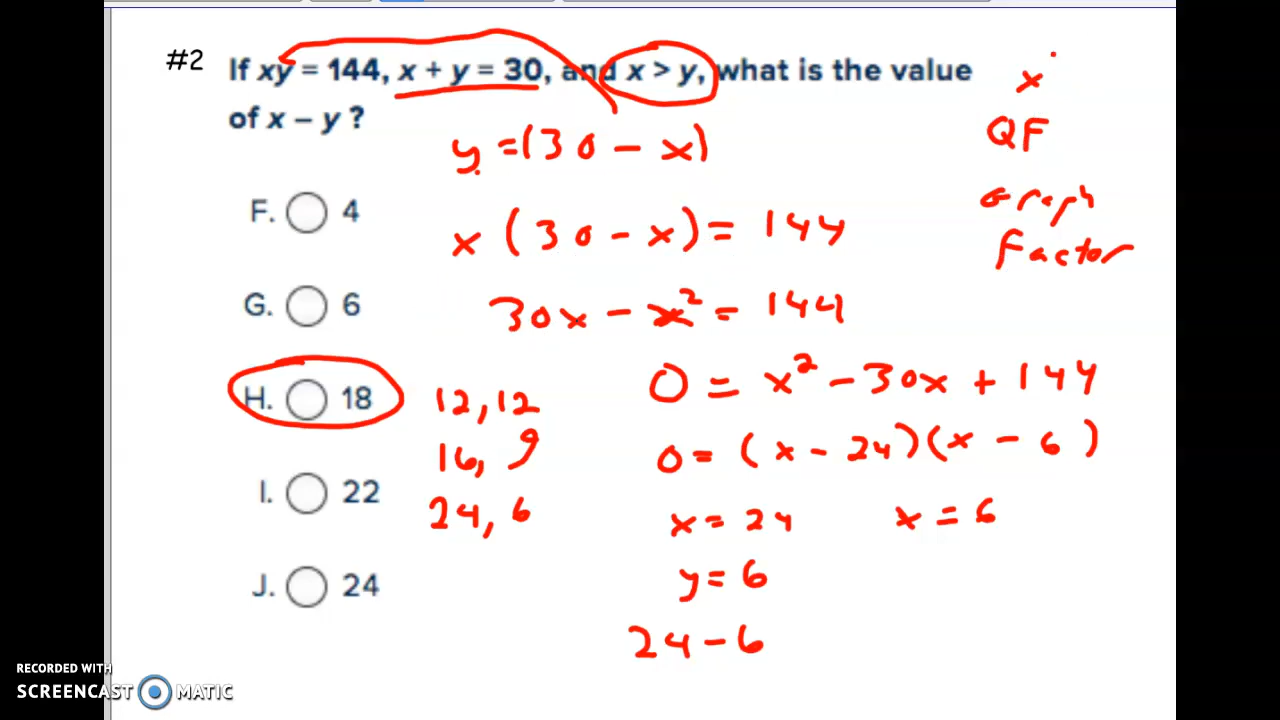 #2 If xy = 144, x + y = 30, and x > y, what is the value
of x – y ?
x
QF
Graph
Factor
y = (30 - x)
F. 4
x (30 - x) = 144
G. 6
30x - x² = 144
0 = x² - 30x + 144
H. 18
12, 12
0 = (x - 24)(x - 6)
16, 9
I. 22
24, 6
x = 24 x = 6
y = 6
J. 24
24 - 6
RECORDED WITH
SCREENCAST MATIC